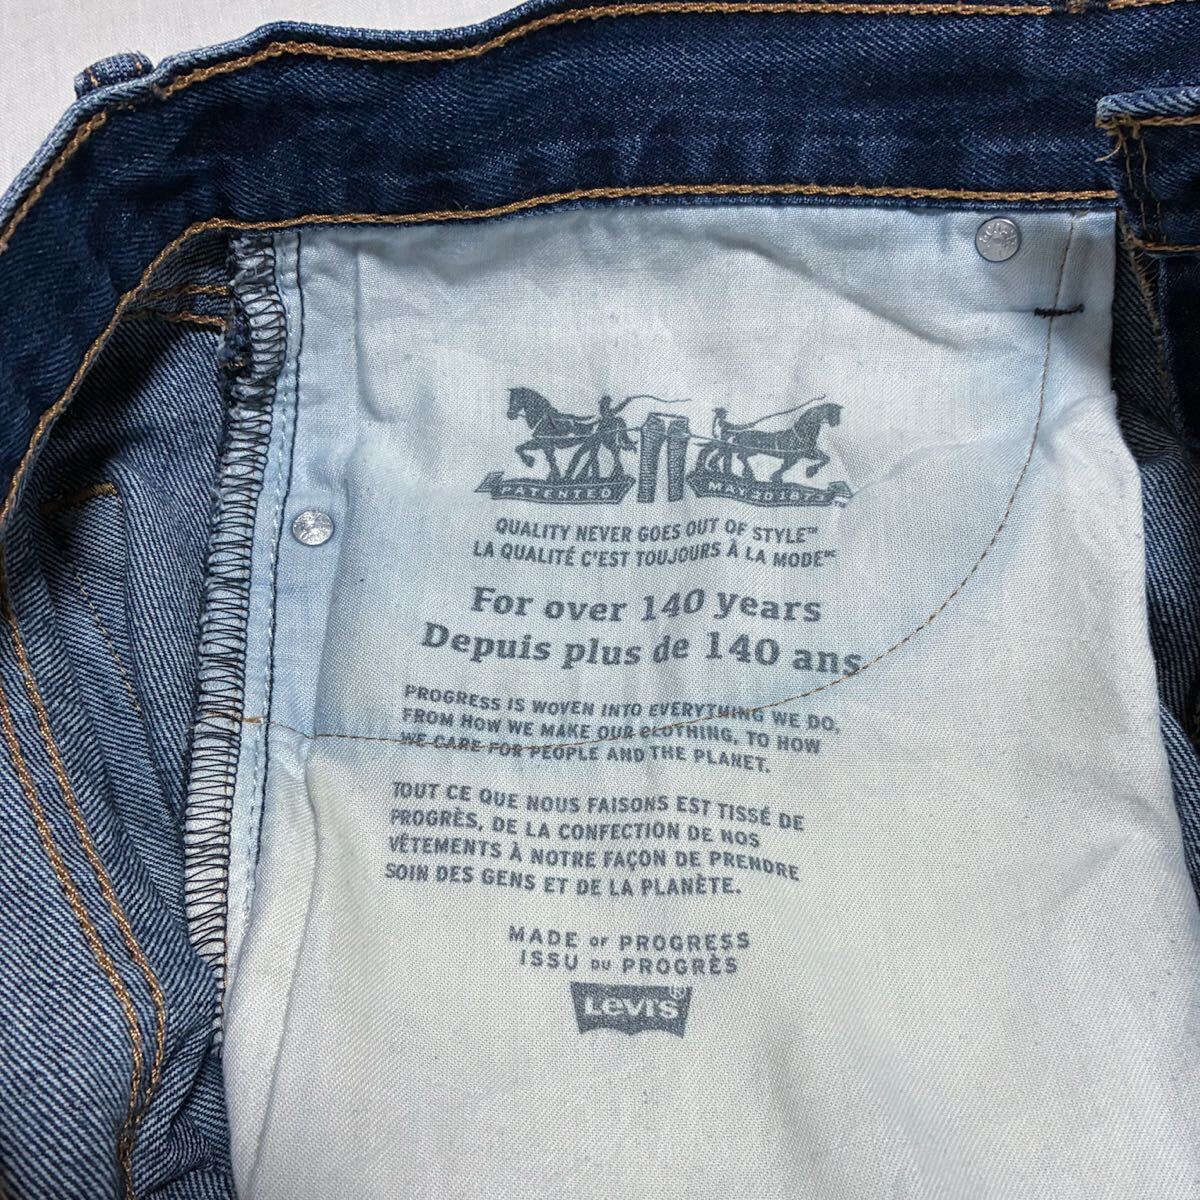 PATENTED MAY 20 1873
QUALITY NEVER GOES OUT OF STYLE™
LA QUALITÉ C'EST TOUJOURS À LA MODE™
For over 140 years
Depuis plus de 140 ans
PROGRESS IS WOVEN INTO EVERYTHING WE DO,
FROM HOW WE MAKE OUR CLOTHING, TO HOW
WE CARE FOR PEOPLE AND THE PLANET.
TOUT CE QUE NOUS FAISONS EST TISSÉ DE
PROGRÈS, DE LA CONFECTION DE NOS
VÊTEMENTS À NOTRE FAÇON DE PRENDRE
SOIN DES GENS ET DE LA PLANÈTE.
MADE OF PROGRESS
ISSU DU PROGRÈS
LEVI'S®